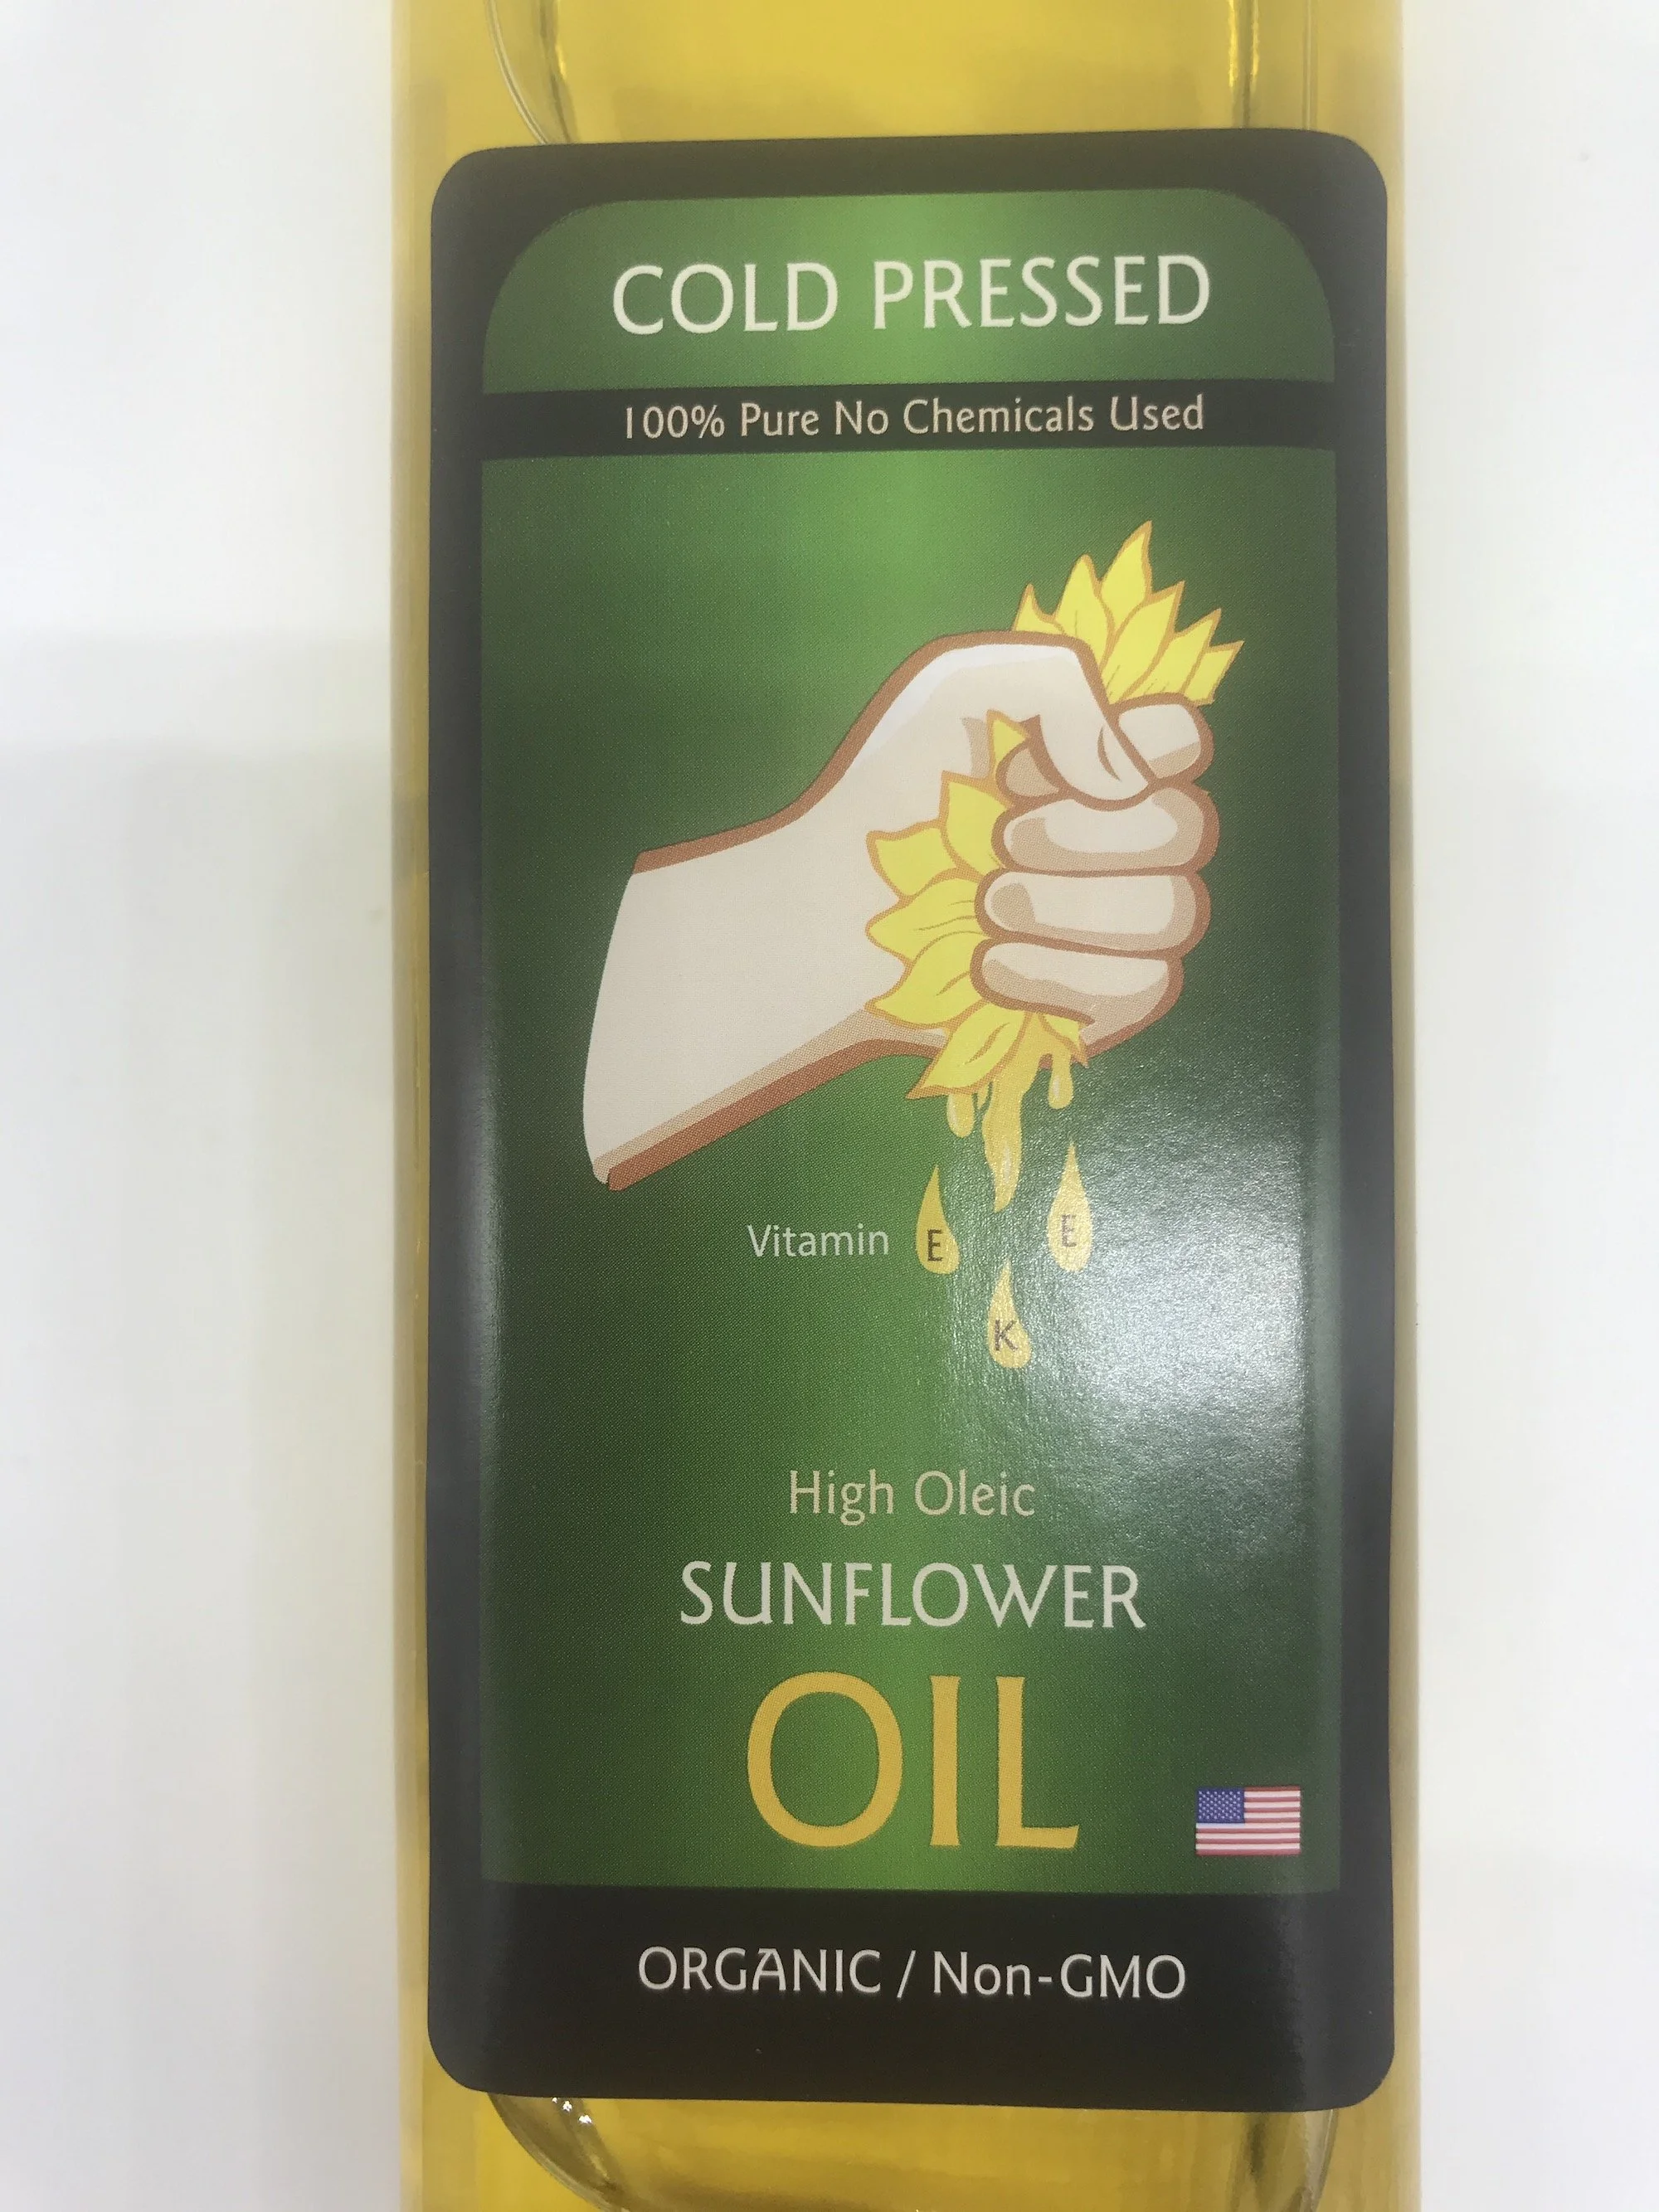 COLD PRESSED
100% Pure No Chemicals Used
Vitamin E E
K
High Oleic
SUNFLOWER
OIL
ORGANIC / Non-GMO